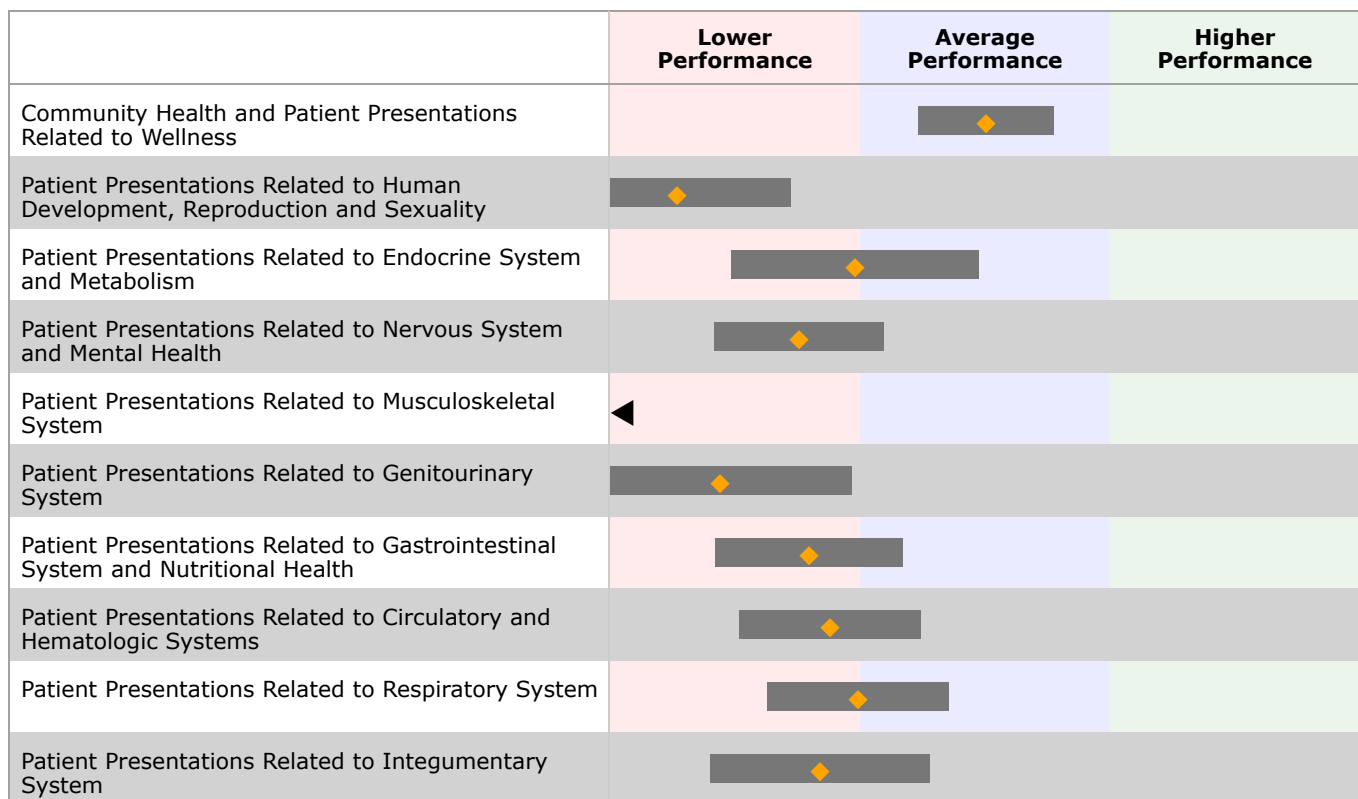 Lower
Performance
Average
Performance
Higher
Performance
Community Health and Patient Presentations
Related to Wellness
Patient Presentations Related to Human
Development, Reproduction and Sexuality
Patient Presentations Related to Endocrine System
and Metabolism
Patient Presentations Related to Nervous System
and Mental Health
Patient Presentations Related to Musculoskeletal
System
Patient Presentations Related to Genitourinary
System
Patient Presentations Related to Gastrointestinal
System and Nutritional Health
Patient Presentations Related to Circulatory and
Hematologic Systems
Patient Presentations Related to Respiratory System
Patient Presentations Related to Integumentary
System